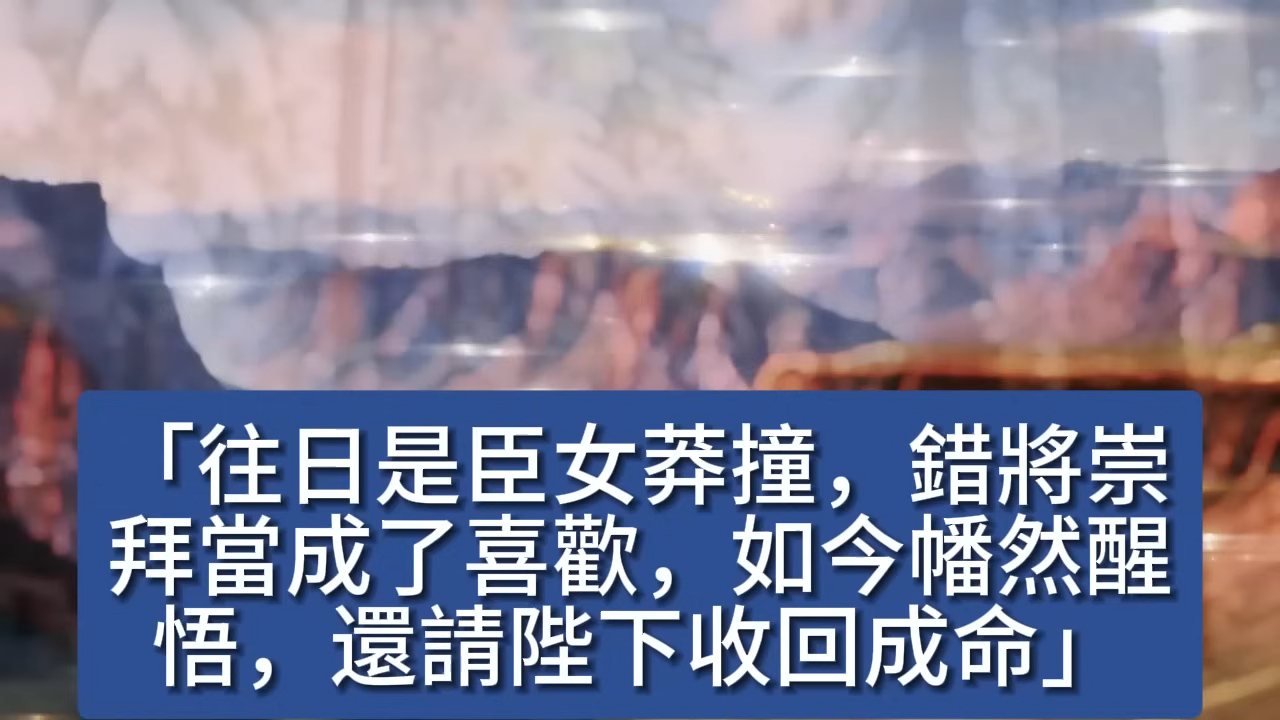 「往日是臣女莽撞，錯將崇
拜當成了喜歡，如今幡然醒
悟，還請陛下收回成命」